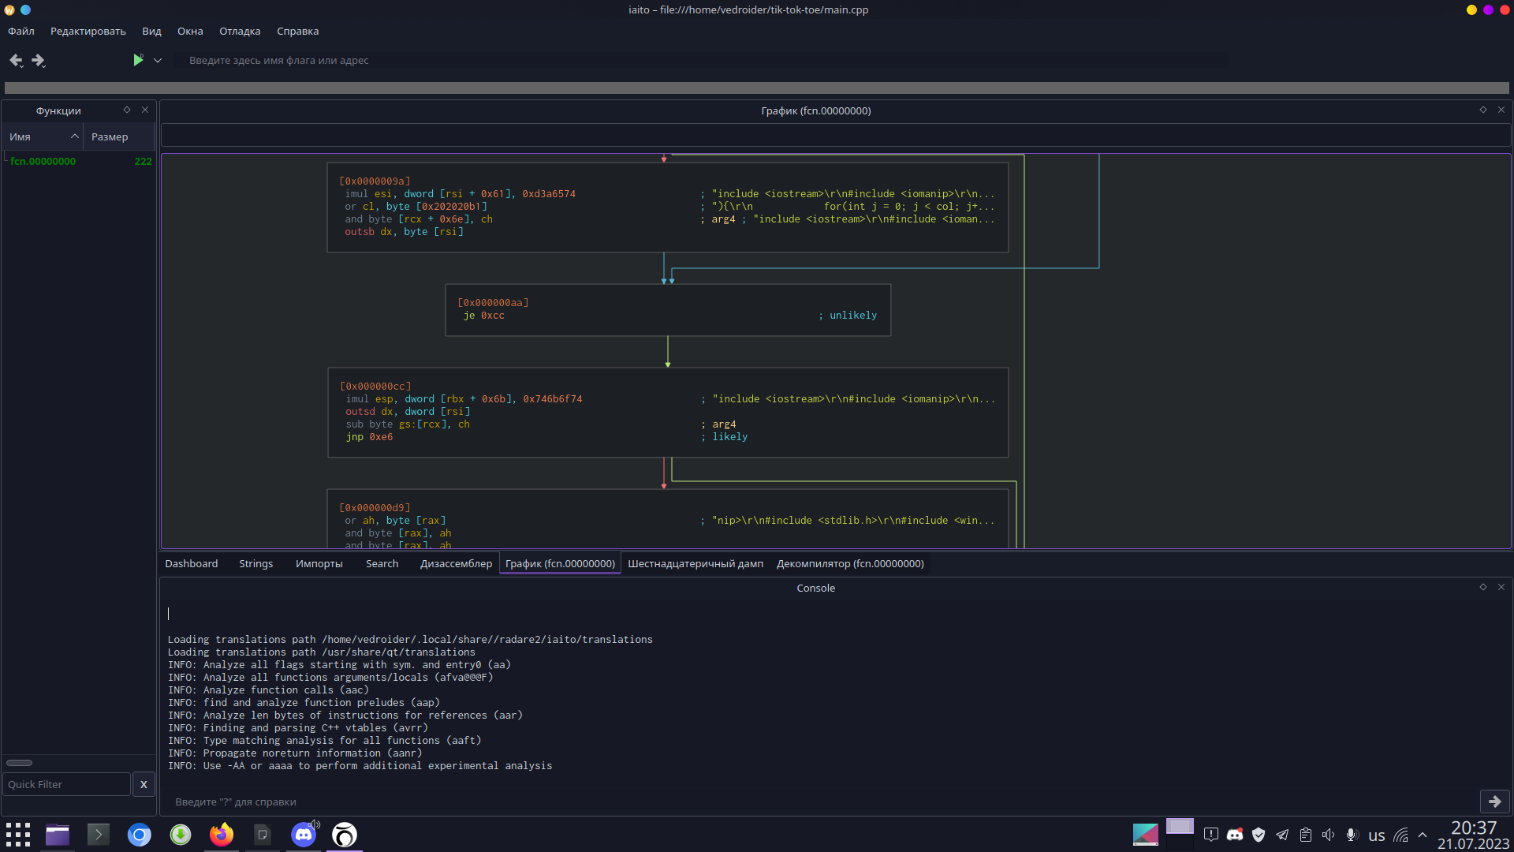 iaito – file:///home/vedroider/tik-tok-toe/main.cpp
Файл Редактировать Вид Окна Отладка Справка
Введите здесь имя флага или адрес
Функции
Имя Размер
fcn.00000000 222
График (fcn.00000000)
[0x0000009a]
imul esi, dword [rsi + 0x61], 0xd3a6574 ; "include <iostream>\r\n#include <iomanip>\r\n...
or cl, byte [0x202020b1] ; "){\r\n for(int j = 0; j < col; j+...
and byte [rcx + 0x6e], ch ; arg4 ; "include <iostream>\r\n#include <ioman...
outsb dx, byte [rsi]
[0x000000aa]
je 0xcc ; unlikely
[0x000000cc]
imul esp, dword [rbx + 0x6b], 0x746b6f74 ; "include <iostream>\r\n#include <iomanip>\r\n...
outsd dx, dword [rsi]
sub byte gs:[rcx], ch ; arg4
jnp 0xe6 ; likely
[0x000000d9]
or ah, byte [rax] ; "nip>\r\n#include <stdlib.h>\r\n#include <win...
and byte [rax], ah
and byte [rax], ah
Dashboard Strings Импорты Search Дизассемблер График (fcn.00000000) Шестнадцатеричный дамп Декомпилятор (fcn.00000000)
Console
Loading translations path /home/vedroider/.local/share//radare2/iaito/translations
Loading translations path /usr/share/qt/translations
INFO: Analyze all flags starting with sym. and entry0 (aa)
INFO: Analyze all functions arguments/locals (afva@@@F)
INFO: Analyze function calls (aac)
INFO: find and analyze function preludes (aap)
INFO: Analyze len bytes of instructions for references (aar)
INFO: Finding and parsing C++ vtables (avrr)
INFO: Type matching analysis for all functions (aaft)
INFO: Propagate noreturn information (aanr)
INFO: Use -AA or aaaa to perform additional experimental analysis
Quick Filter X
Введите "?" для справки
us
20:37
21.07.2023